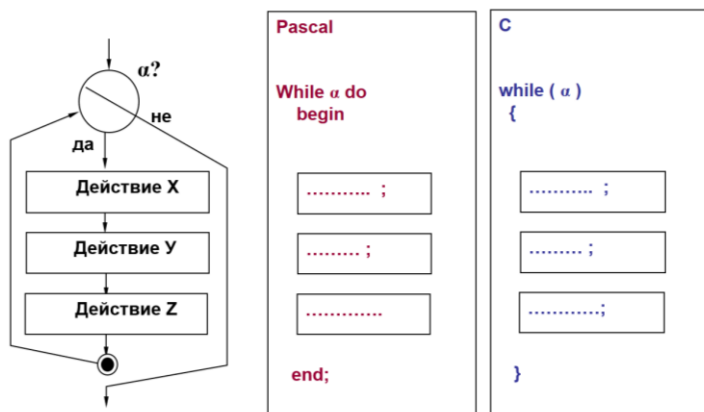 α?
не
да
Действие X
Действие У
Действие Z
Pascal
While α do
begin
……….. ;
……… ;
………….
end;
C
while ( α )
{
……….. ;
……… ;
…………;
}